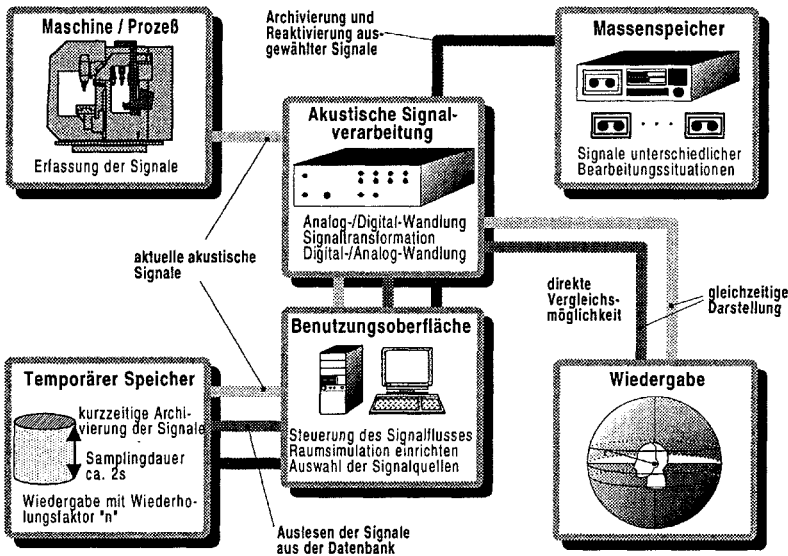 Maschine / Prozeß
Erfassung der Signale
Archivierung und
Reaktivierung aus-
gewählter Signale
Massenspeicher
Signale unterschiedlicher
Bearbeitungssituationen
Akustische Signal-
verarbeitung
Analog-/Digital-Wandlung
Signaltransformation
Digital-/Analog-Wandlung
aktuelle akustische
Signale
direkte
Vergleichs-
möglichkeit
gleichzeitige
Darstellung
Benutzungsoberfläche
Steuerung des Signalflusses
Raumsimulation einrichten
Auswahl der Signalquellen
Temporärer Speicher
kurzzeitige Archi-
vierung der Signale
Samplingdauer
ca. 2s
Wiedergabe mit Wiederho-
lungsfaktor "n"
Wiedergabe
Auslesen der Signale
aus der Datenbank